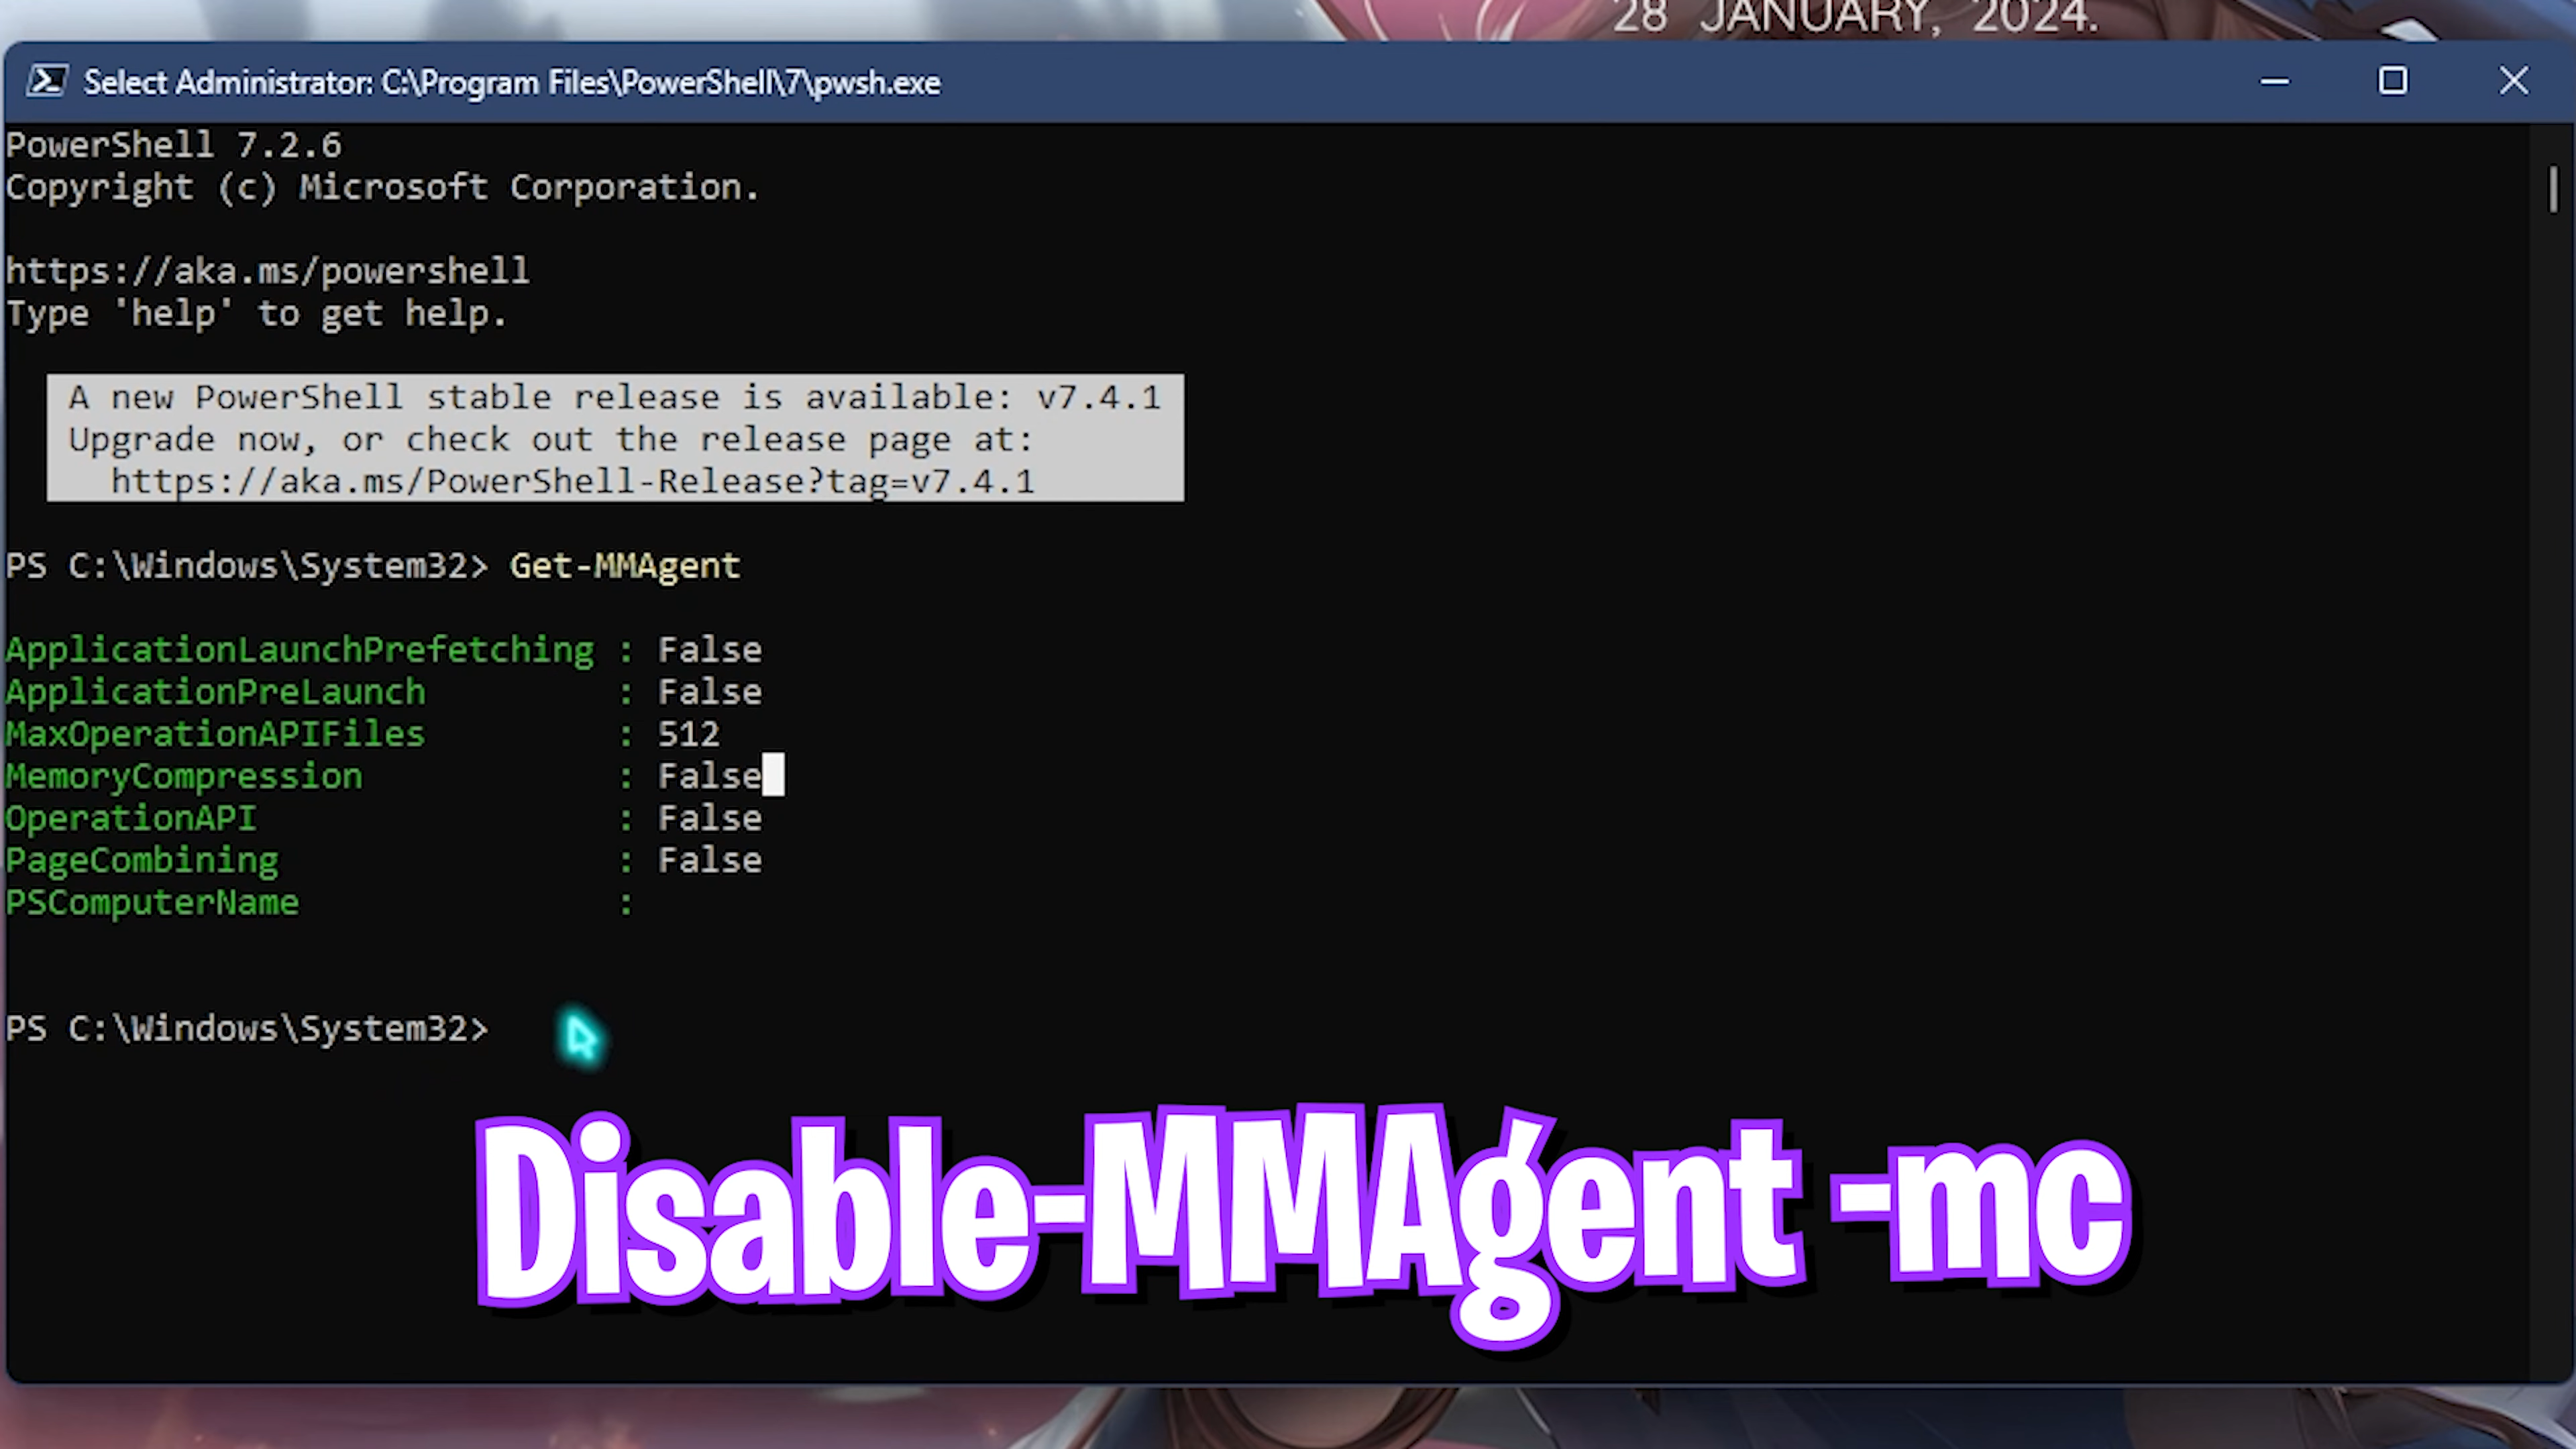 28 JANUARY, 2024.
Select Administrator: C:\Program Files\PowerShell\7\pwsh.exe
PowerShell 7.2.6
Copyright (c) Microsoft Corporation.
https://aka.ms/powershell
Type 'help' to get help.
A new PowerShell stable release is available: v7.4.1
Upgrade now, or check out the release page at:
https://aka.ms/PowerShell-Release?tag=v7.4.1
PS C:\Windows\System32> Get-MMAgent
ApplicationLaunchPrefetching : False
ApplicationPreLaunch : False
MaxOperationAPIFiles : 512
MemoryCompression : False
OperationAPI : False
PageCombining : False
PSComputerName :
PS C:\Windows\System32>
Disable-MMAgent -mc